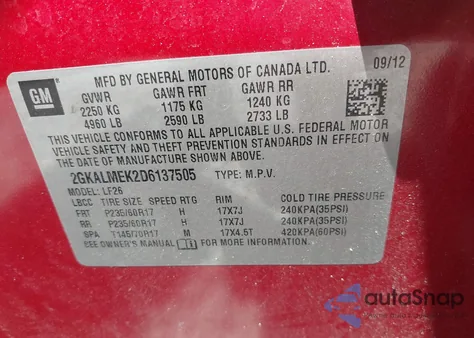 GM
MFD BY GENERAL MOTORS OF CANADA LTD. 09/12
GVWR GAWR FRT GAWR RR
2250 KG 1175 KG 1240 KG
4960 LB 2590 LB 2733 LB
THIS VEHICLE CONFORMS TO ALL APPLICABLE U.S. FEDERAL MOTOR
VEHICLE SAFETY AND THEFT PREVENTION STANDARDS IN EFFECT ON
THE DATE OF MANUFACTURE SHOWN ABOVE.
2GKALMEK2D6137505 TYPE: M.P.V.
MODEL: LF26
LBCC TIRE SIZE SPEED RTG RIM COLD TIRE PRESSURE
FRT P235/60R17 H 17X7J 240KPA(35PSI)
RR P235/60R17 H 17X7J 240KPA(35PSI)
SPA T145/70R17 M 17X4.5T 420KPA(60PSI)
SEE OWNER'S MANUAL FOR MORE INFORMATION.
autoSnap